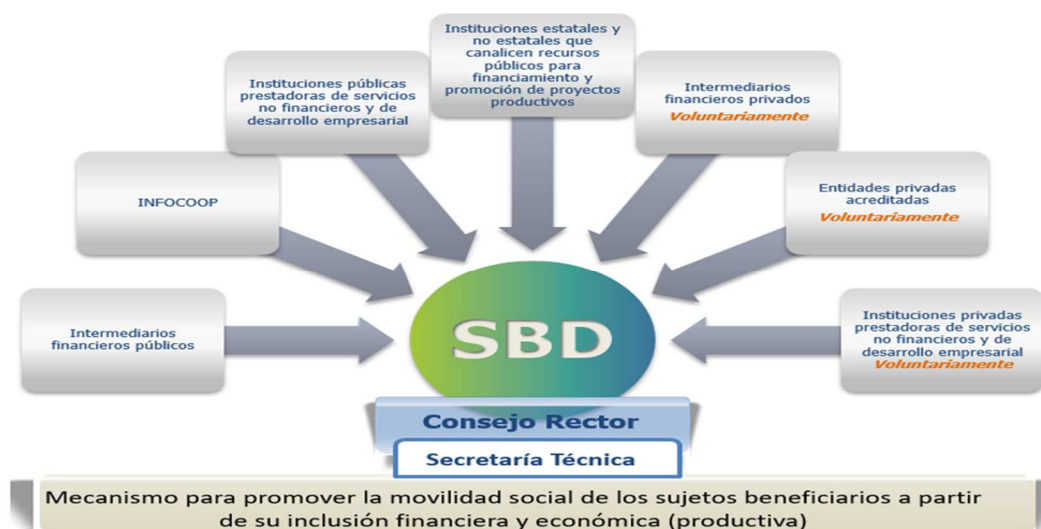 Instituciones estatales y
no estatales que
canalicen recursos
públicos para
financiamiento y
promoción de proyectos
productivos
Instituciones públicas
prestadoras de servicios
no financieros y de
desarrollo empresarial
Intermediarios
financieros privados
Voluntariamente
INFOCOOP
Entidades privadas
acreditadas
Voluntariamente
Intermediarios
financieros públicos
SBD
Instituciones privadas
prestadoras de servicios
no financieros y de
desarrollo empresarial
Voluntariamente
Consejo Rector
Secretaría Técnica
Mecanismo para promover la movilidad social de los sujetos beneficiarios a partir
de su inclusión financiera y económica (productiva)